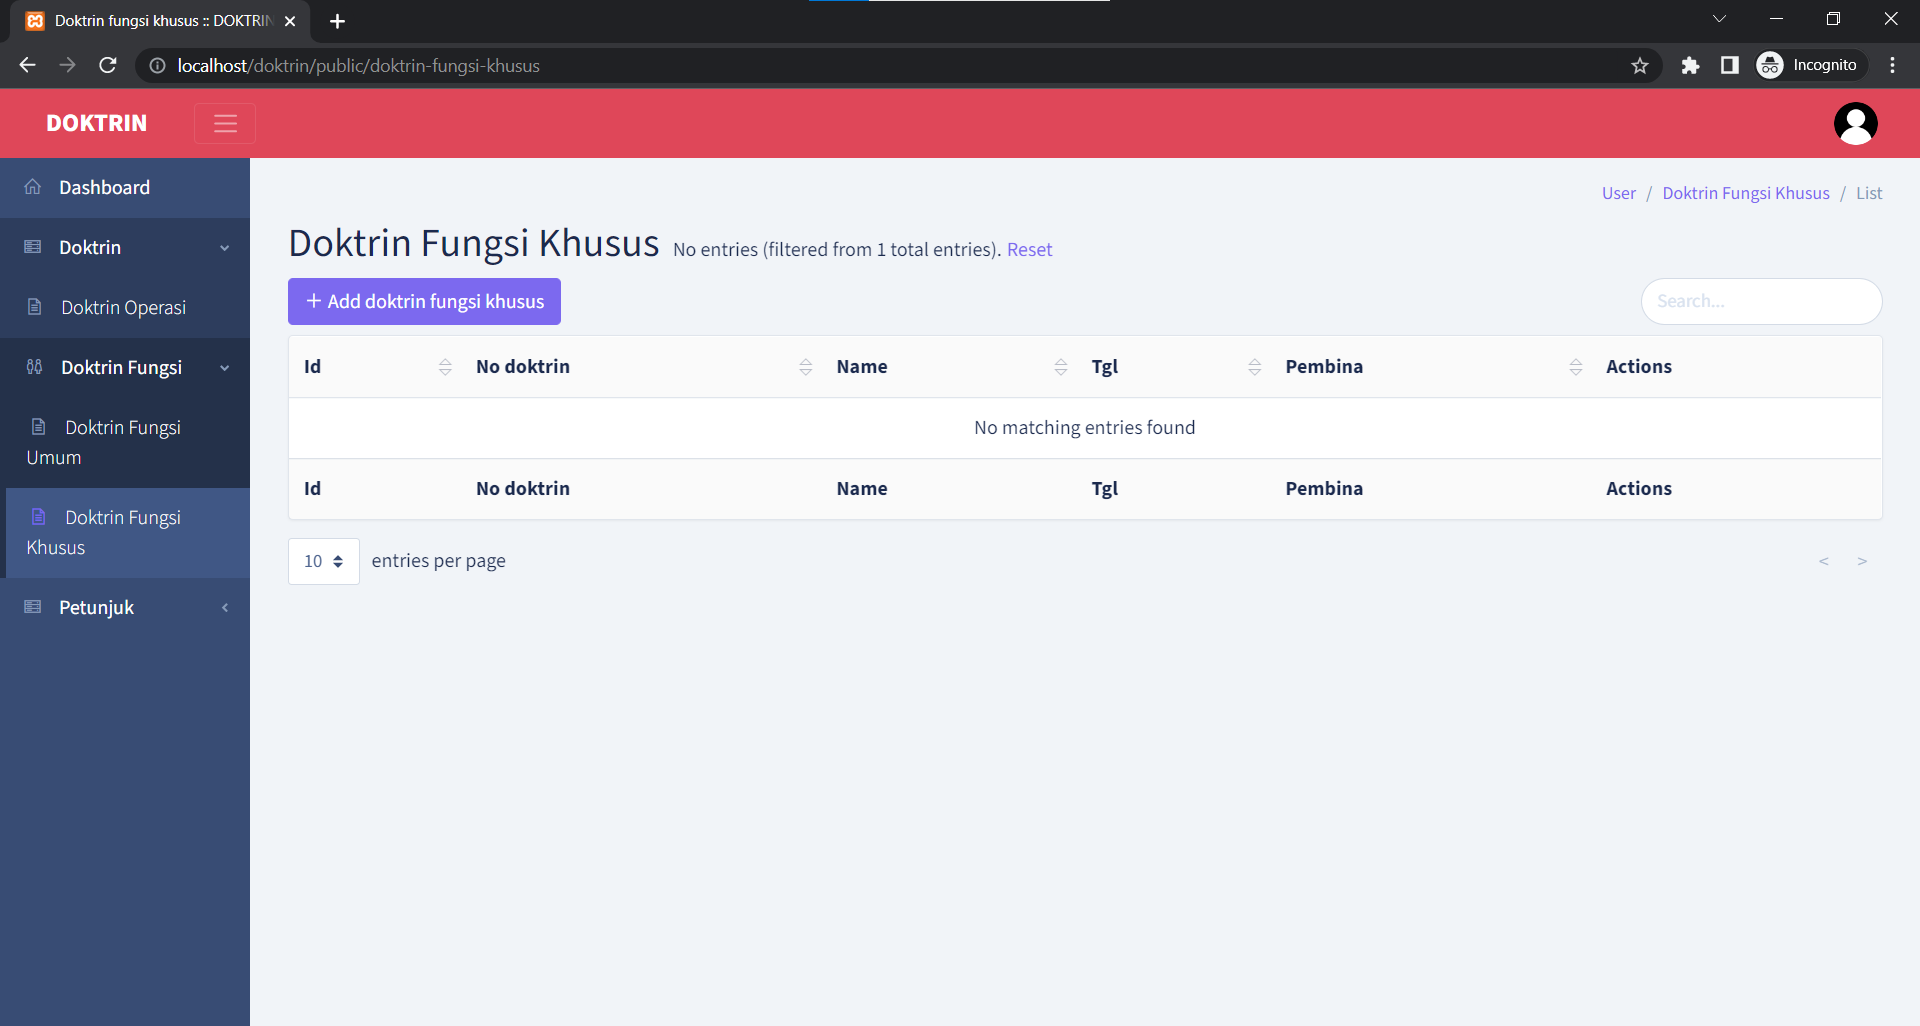 Doktrin fungsi khusus :: DOKTRIN
localhost/doktrin/public/doktrin-fungsi-khusus
Incognito
DOKTRIN
Dashboard
Doktrin
Doktrin Operasi
Doktrin Fungsi
Doktrin Fungsi
Umum
Doktrin Fungsi
Khusus
Petunjuk
User / Doktrin Fungsi Khusus / List
Doktrin Fungsi Khusus No entries (filtered from 1 total entries). Reset
+ Add doktrin fungsi khusus
Search...
Id No doktrin Name Tgl Pembina Actions
No matching entries found
Id No doktrin Name Tgl Pembina Actions
10 entries per page < >